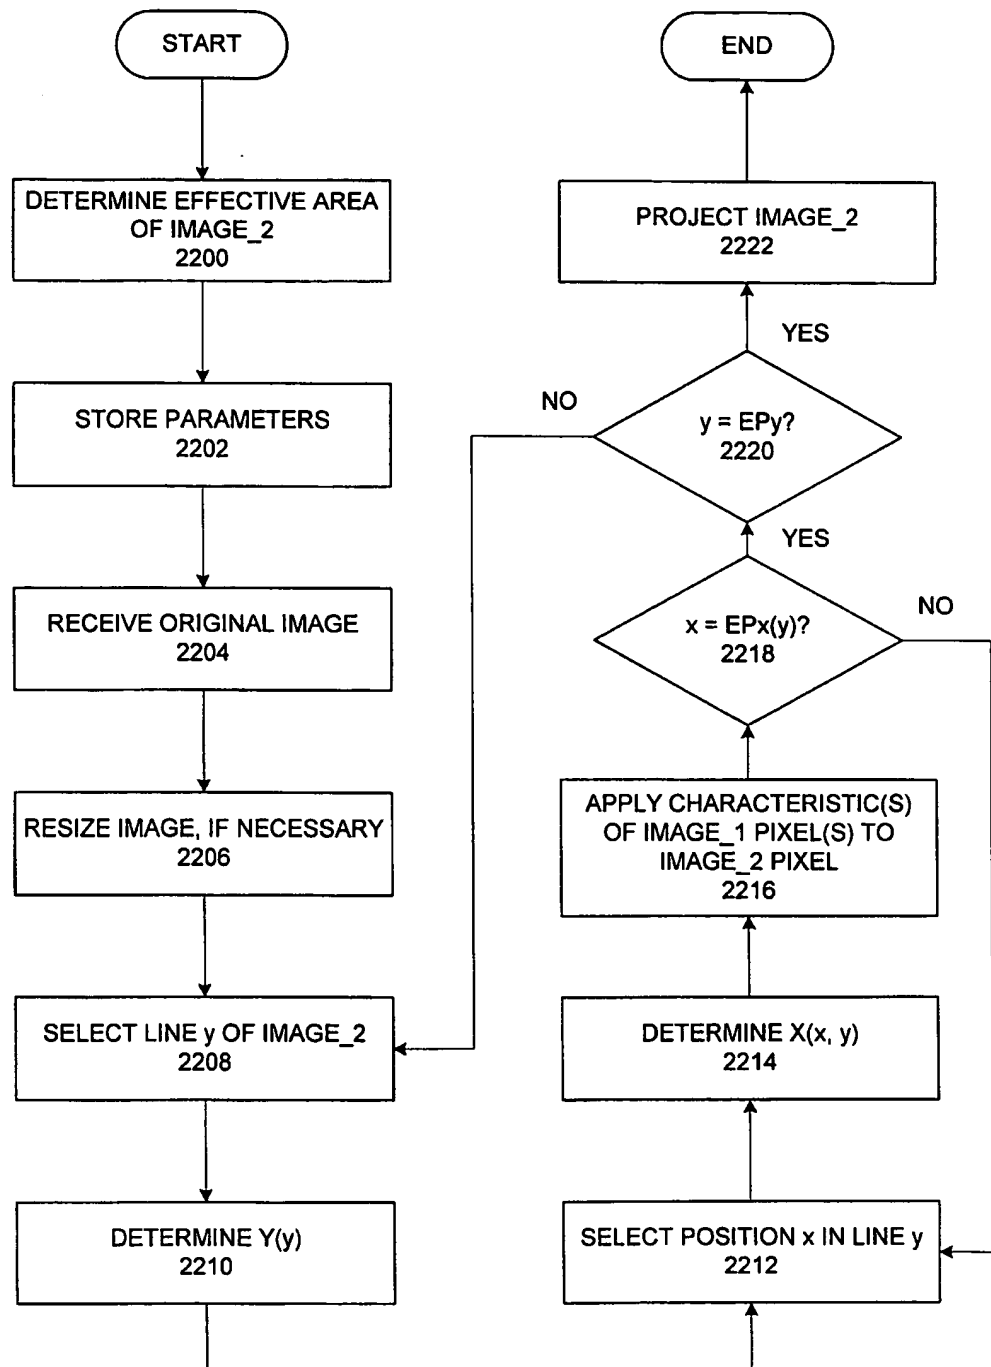 START
DETERMINE EFFECTIVE AREA
OF IMAGE_2
2200
STORE PARAMETERS
2202
RECEIVE ORIGINAL IMAGE
2204
RESIZE IMAGE, IF NECESSARY
2206
SELECT LINE y OF IMAGE_2
2208
DETERMINE Y(y)
2210
END
PROJECT IMAGE_2
2222
YES
NO
y = EPy?
2220
YES
NO
x = EPx(y)?
2218
APPLY CHARACTERISTIC(S)
OF IMAGE_1 PIXEL(S) TO
IMAGE_2 PIXEL
2216
DETERMINE X(x, y)
2214
SELECT POSITION x IN LINE y
2212